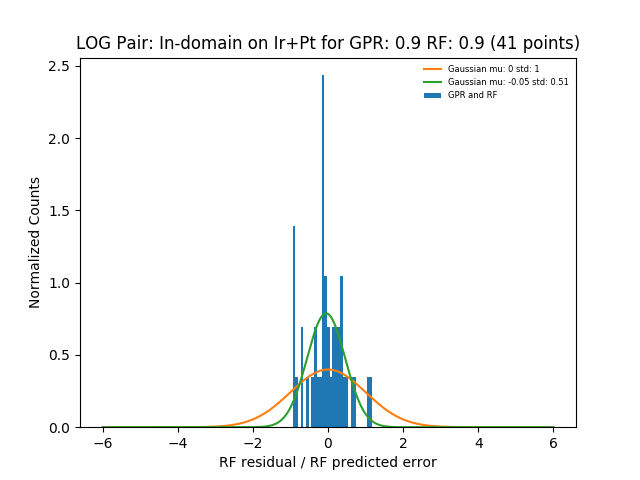 LOG Pair: In-domain on Ir+Pt for GPR: 0.9 RF: 0.9 (41 points)
Gaussian mu: 0 std: 1
Gaussian mu: -0.05 std: 0.51
GPR and RF
Normalized Counts
2.5
2.0
1.5
1.0
0.5
0.0
−6 −4 −2 0 2 4 6
RF residual / RF predicted error